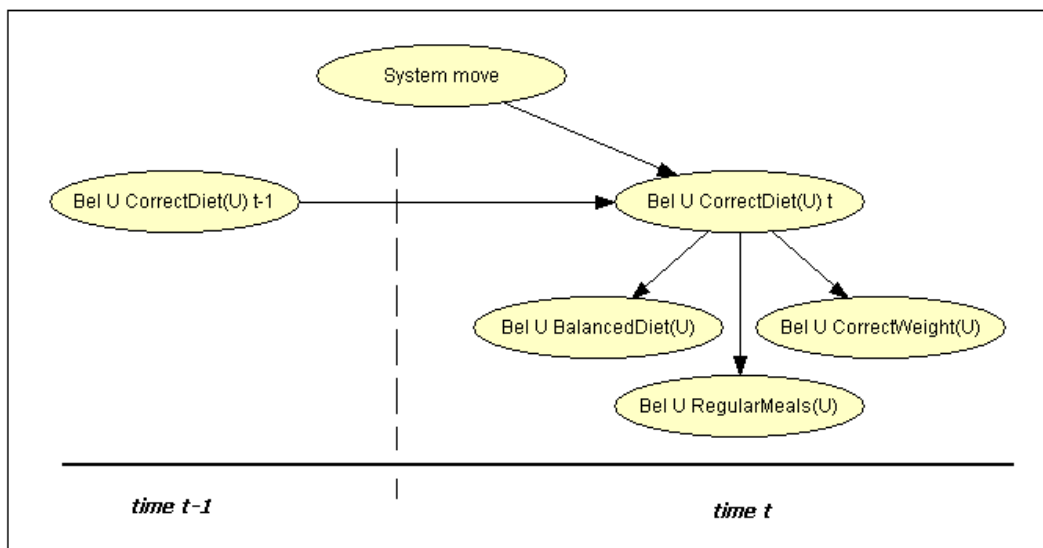 System move
Bel U CorrectDiet(U) t-1
Bel U CorrectDiet(U) t
Bel U BalancedDiet(U)
Bel U CorrectWeight(U)
Bel U RegularMeals(U)
time t-1
time t